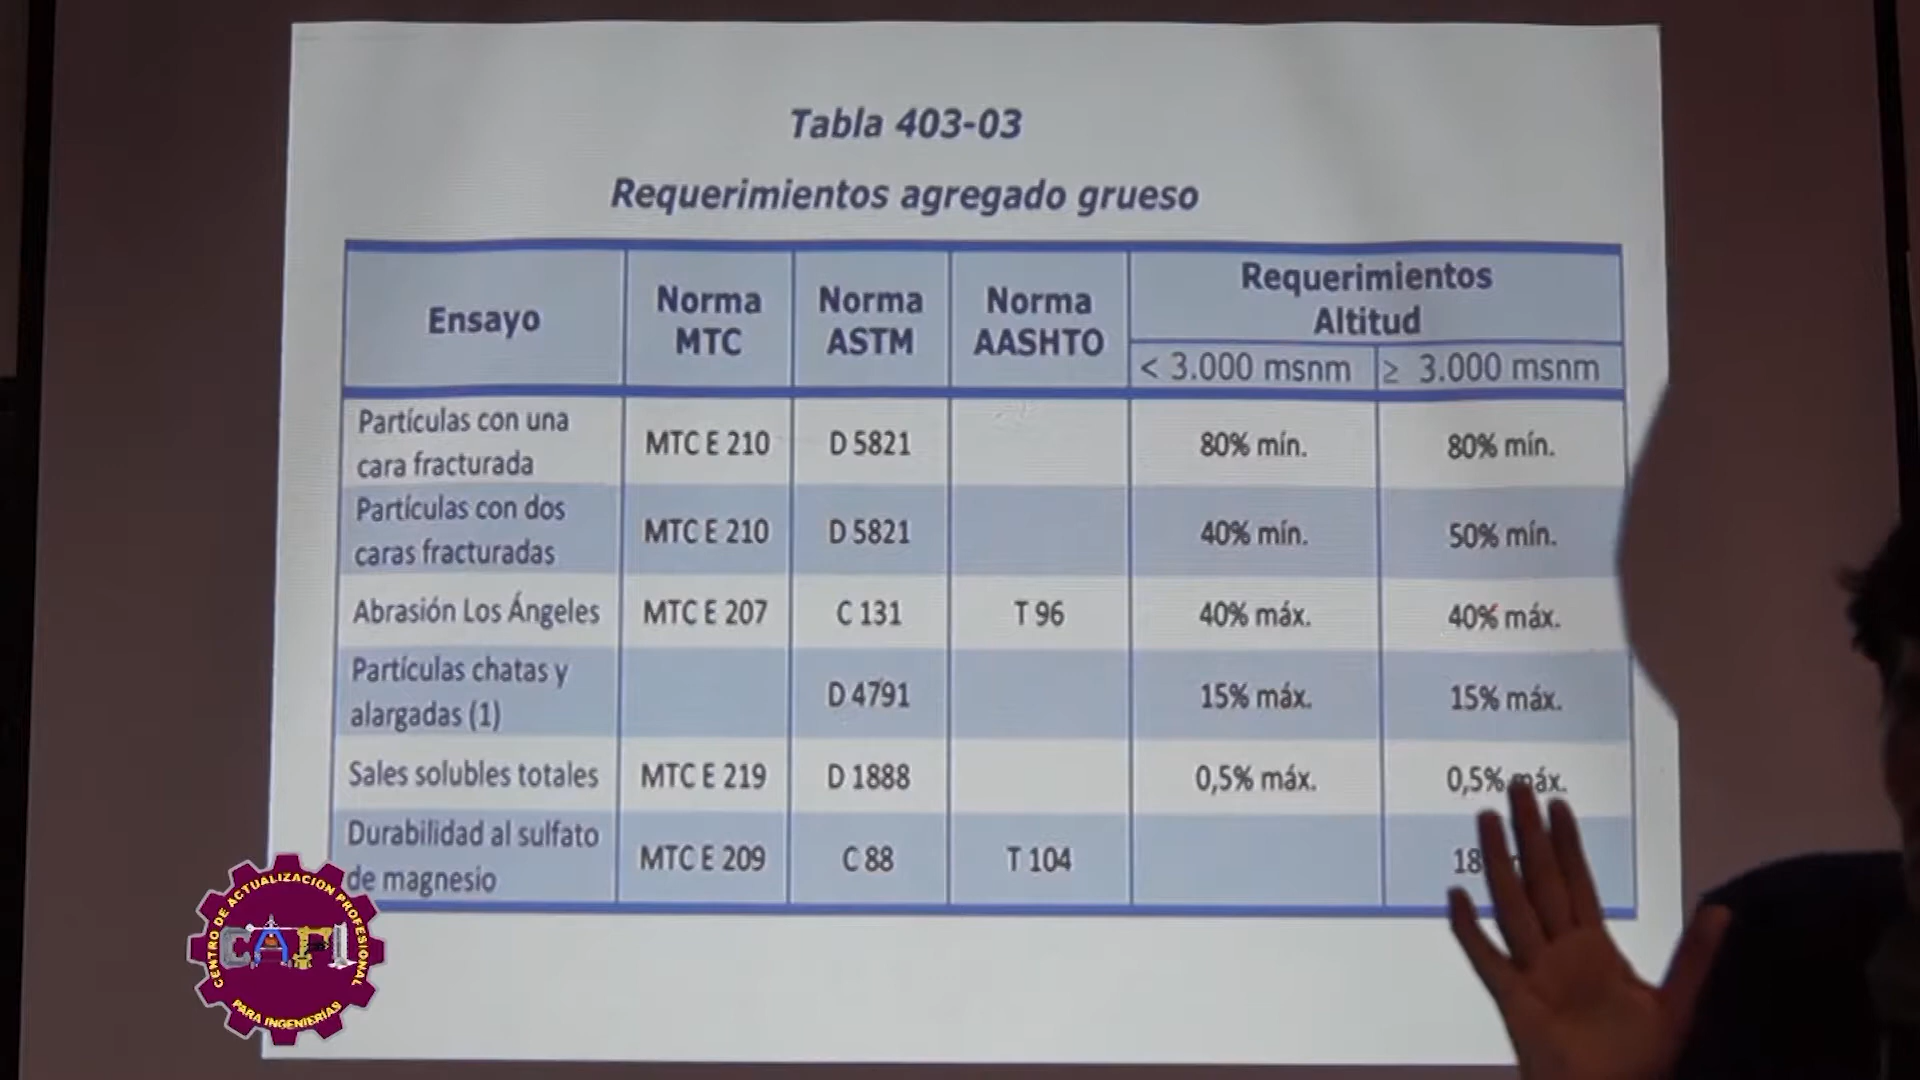 Tabla 403-03
Requerimientos agregado grueso
Ensayo
Norma
MTC
Norma
ASTM
Norma
AASHTO
Requerimientos
Altitud
< 3.000 msnm
≥ 3.000 msnm
Partículas con una
cara fracturada
MTC E 210
D 5821
80% mín.
80% mín.
Partículas con dos
caras fracturadas
MTC E 210
D 5821
40% mín.
50% mín.
Abrasión Los Ángeles
MTC E 207
C 131
T 96
40% máx.
40% máx.
Partículas chatas y
alargadas (1)
D 4791
15% máx.
15% máx.
Sales solubles totales
MTC E 219
D 1888
0,5% máx.
0,5% máx.
Durabilidad al sulfato
de magnesio
MTC E 209
C 88
T 104
18
CENTRO DE ACTUALIZACION PROFESIONAL
CAPI
PARA INGENIERÍAS